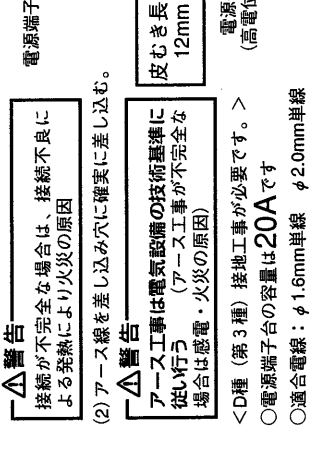 警告
接続が不完全な場合は、接続不良に
よる発熱により火災の原因
(2)アース線を差し込み穴に確実に差し込む。
警告
アース工事は電気設備の技術基準に
従い行う（アース工事が不完全な
場合は感電・火災の原因)
＜D種（第3種）接地工事が必要です。＞
○電源端子台の容量は20Aです
○適合電線：φ1.6mm単線　φ2.0mm単線
電源端子
皮むき長
12mm
電源
(高電位